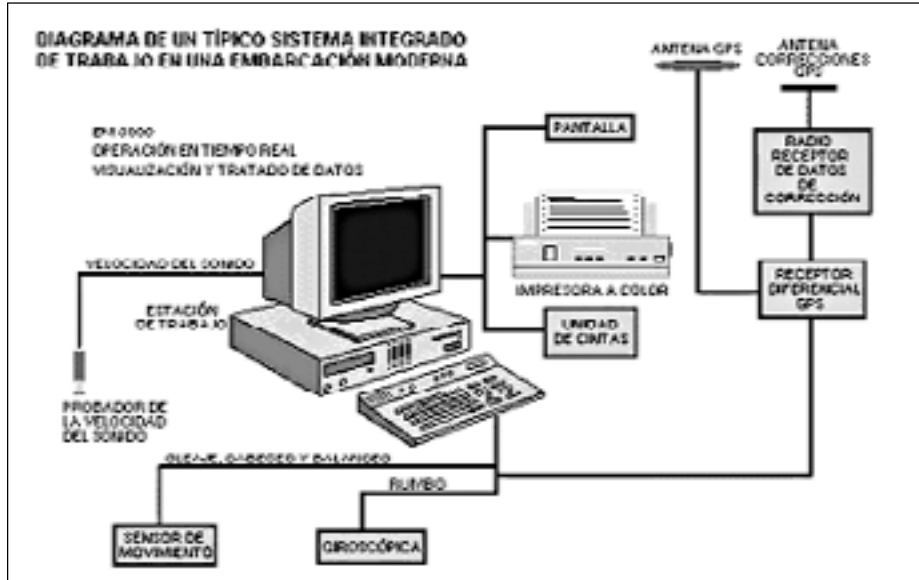 DIAGRAMA DE UN TÍPICO SISTEMA INTEGRADO
DE TRABAJO EN UNA EMBARCACIÓN MODERNA
OPERACIÓN EN TIEMPO REAL
VISUALIZACIÓN Y TRATADO DE DATOS
ANTENA GPS
ANTENA
CORRECCIONES
GPS
PANTALLA
RADIO
RECEPTOR
DE DATOS
DE
CORRECCIÓN
VELOCIDAD DEL SONIDO
IMPRESORA A COLOR
RECEPTOR
DIFERENCIAL
GPS
ESTACIÓN
DE TRABAJO
UNIDAD
DE CINTAS
PROBADOR DE
LA VELOCIDAD
DEL SONIDO
OLEAJE, CABECEO Y BALANCEO
RUMBO
SENSOR DE
MOVIMIENTO
GIROSCÓPICA